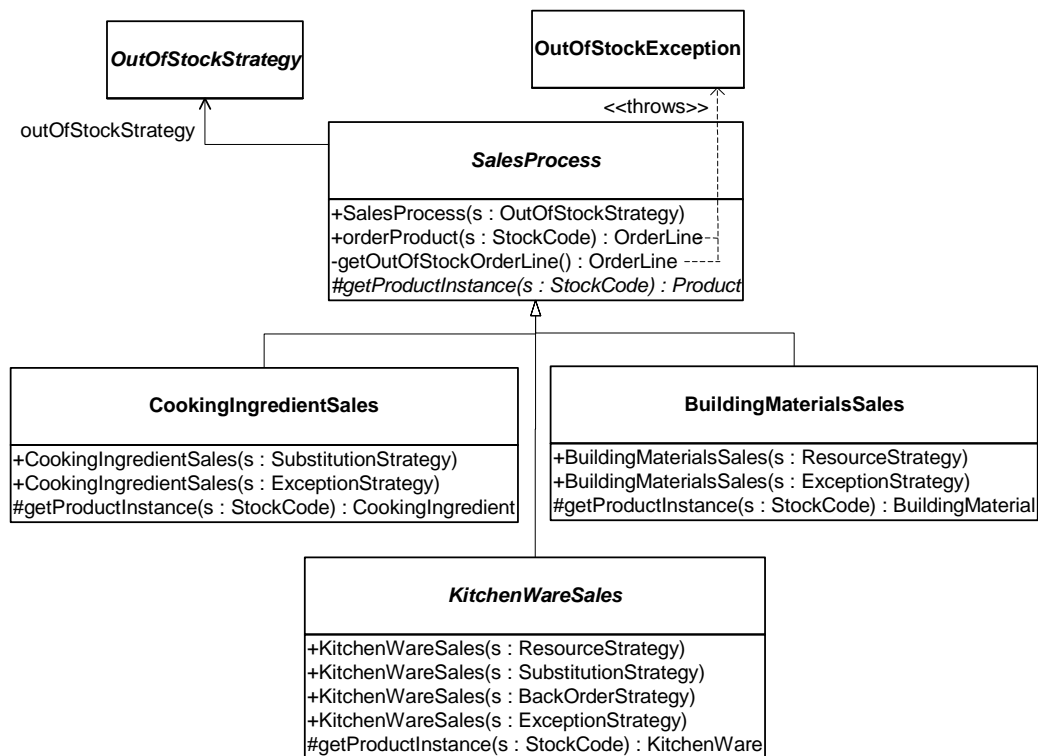 OutOfStockStrategy
OutOfStockException
<<throws>>
outOfStockStrategy
SalesProcess
+SalesProcess(s : OutOfStockStrategy)
+orderProduct(s : StockCode) : OrderLine
-getOutOfStockOrderLine() : OrderLine
#getProductInstance(s : StockCode) : Product
CookingIngredientSales
+CookingIngredientSales(s : SubstitutionStrategy)
+CookingIngredientSales(s : ExceptionStrategy)
#getProductInstance(s : StockCode) : CookingIngredient
BuildingMaterialsSales
+BuildingMaterialsSales(s : ResourceStrategy)
+BuildingMaterialsSales(s : ExceptionStrategy)
#getProductInstance(s : StockCode) : BuildingMaterial
KitchenWareSales
+KitchenWareSales(s : ResourceStrategy)
+KitchenWareSales(s : SubstitutionStrategy)
+KitchenWareSales(s : BackOrderStrategy)
+KitchenWareSales(s : ExceptionStrategy)
#getProductInstance(s : StockCode) : KitchenWare